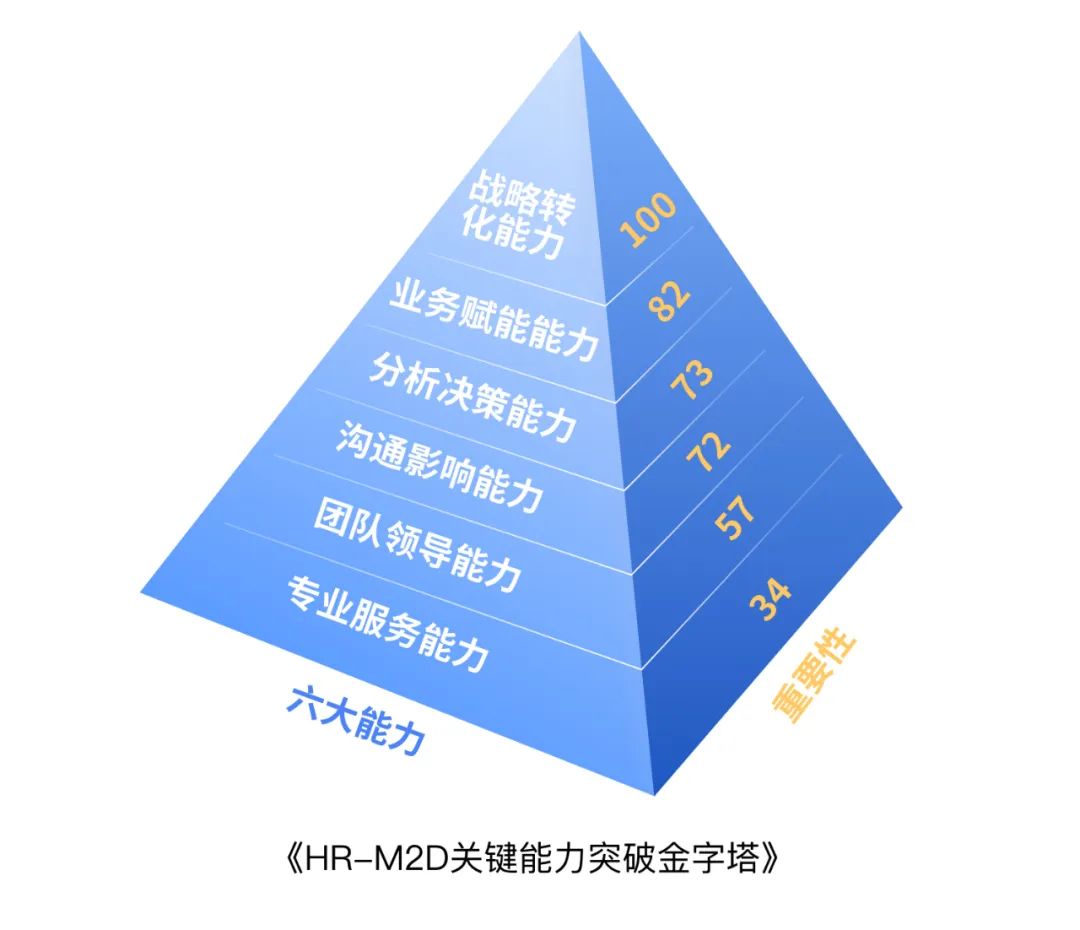 战略转
化能力
100
业务赋能能力
82
分析决策能力
73
沟通影响能力
72
团队领导能力
57
专业服务能力
34
六大能力
重要性
《HR-M2D关键能力突破金字塔》